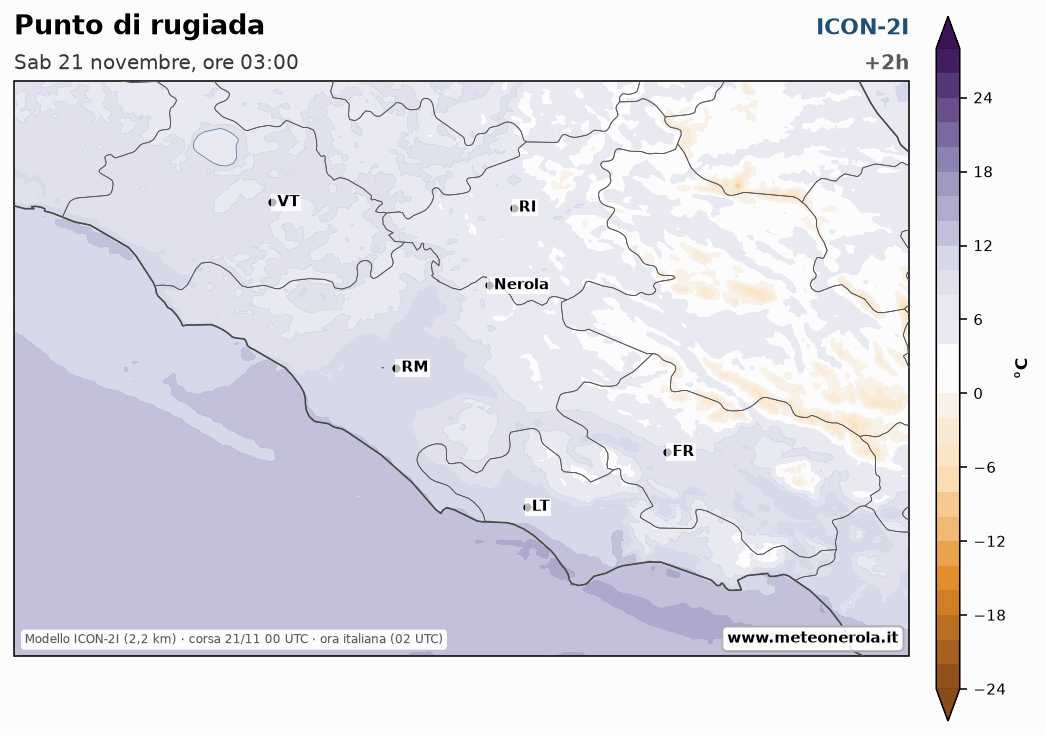 Punto di rugiada
ICON-2I
Sab 21 novembre, ore 03:00
+2h
24
18
12
6
0
−6
−12
−18
−24
°C
VT
RI
Nerola
RM
FR
LT
Modello ICON-2I (2,2 km) · corsa 21/11 00 UTC · ora italiana (02 UTC)
www.meteonerola.it